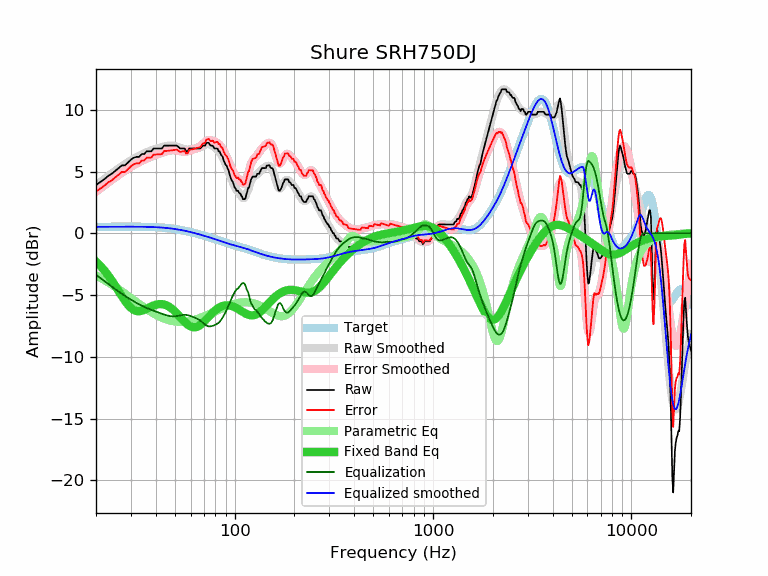 Shure SRH750DJ
Amplitude (dBr)
10
5
0
−5
−10
−15
−20
Target
Raw Smoothed
Error Smoothed
Raw
Error
Parametric Eq
Fixed Band Eq
Equalization
Equalized smoothed
100 1000 10000
Frequency (Hz)